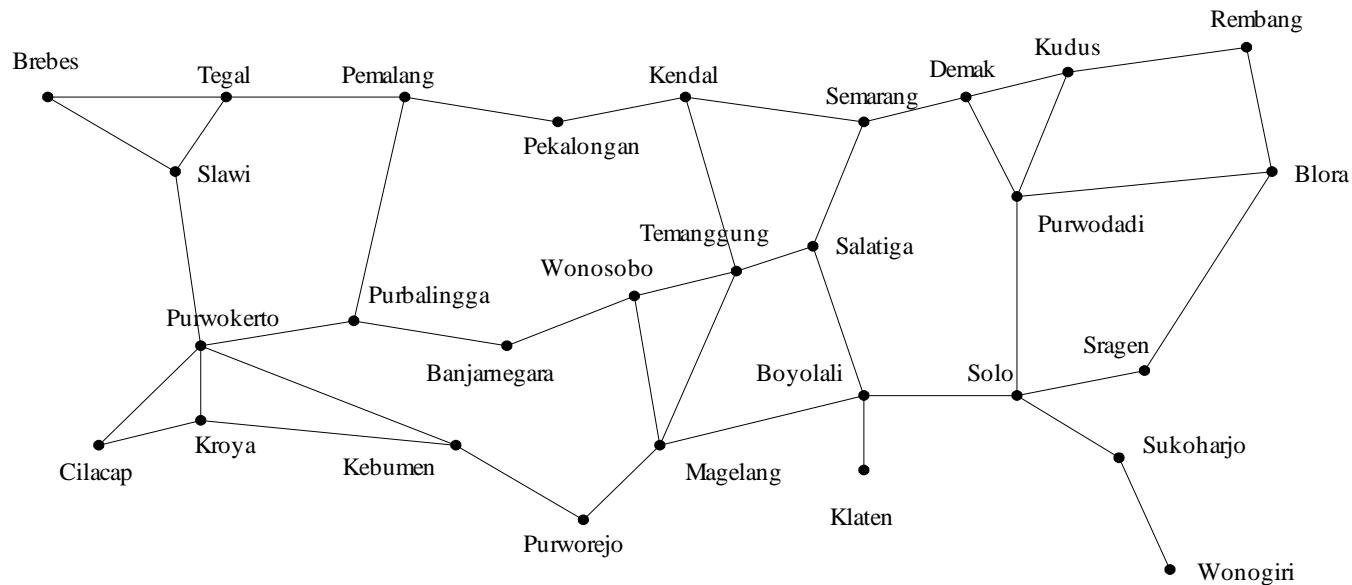 Rembang
Kudus
Brebes
Tegal
Pemalang
Kendal
Demak
Semarang
Pekalongan
Slawi
Blora
Purwodadi
Temanggung
Salatiga
Wonosobo
Purbalingga
Purwokerto
Sragen
Banjarnegara
Boyolali
Solo
Kroya
Sukoharjo
Cilacap
Kebumen
Magelang
Klaten
Purworejo
Wonogiri